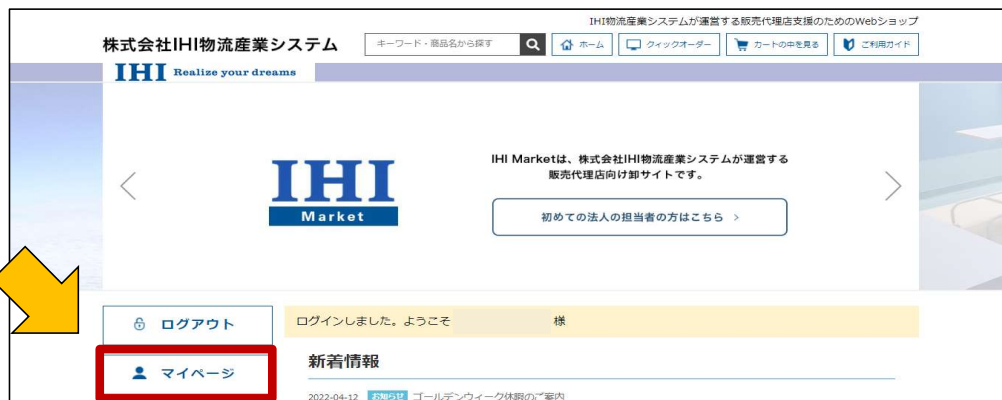 IHI物流産業システムが運営する販売代理店支援のためのWebショップ
株式会社IHI物流産業システム
キーワード・商品名から探す
ホーム
クイックオーダー
カートの中を見る
ご利用ガイド
IHI Realize your dreams
IHI
Market
IHI Marketは、株式会社IHI物流産業システムが運営する
販売代理店向け卸サイトです。
初めての法人の担当者の方はこちら >
ログアウト
ログインしました。ようこそ 様
マイページ
新着情報
2022-04-12 お知らせ ゴールデンウィーク休暇のご案内